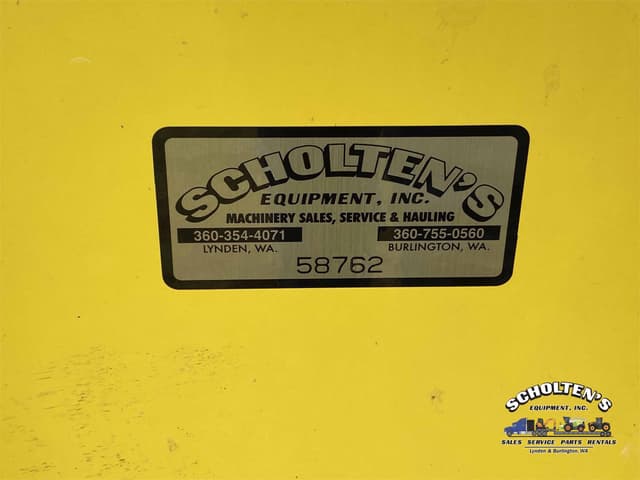 SCHOLTEN'S
EQUIPMENT, INC.
MACHINERY SALES, SERVICE & HAULING
360-354-4071 360-755-0560
LYNDEN, WA. BURLINGTON, WA.
58762
SCHOLTEN'S
EQUIPMENT, INC.
SALES SERVICE PARTS RENTALS
Lynden & Burlington, WA